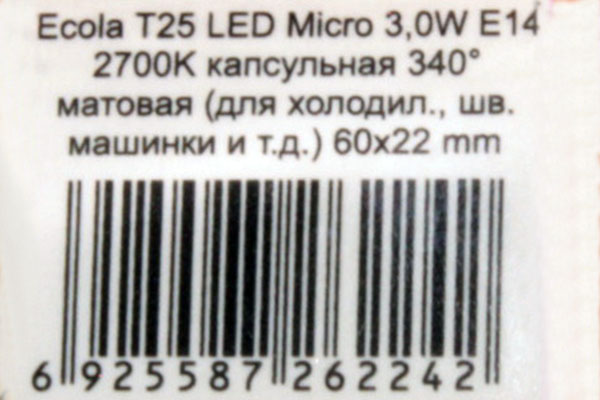 Ecola T25 LED Micro 3,0W E14
2700K капсульная 340°
матовая (для холодил., шв.
машинки и т.д.) 60x22 mm
6 925587 262242